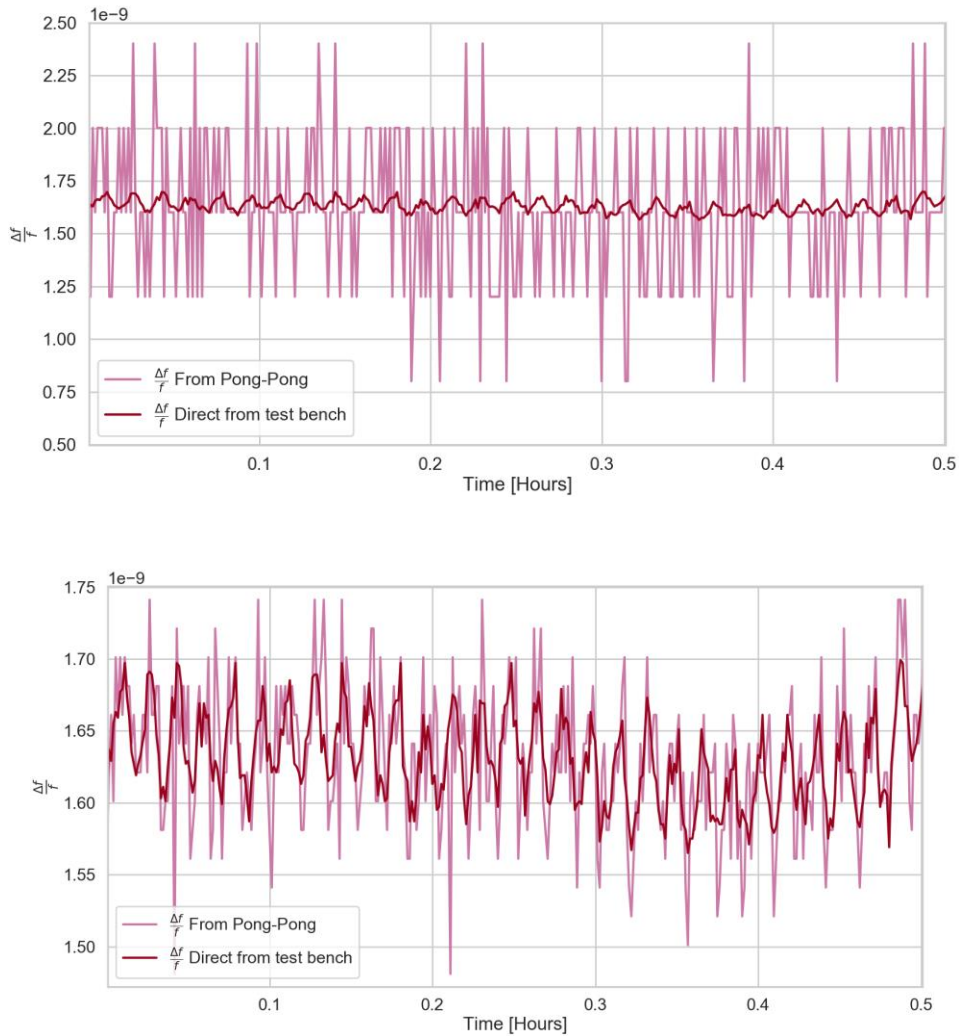 1e−9
2.50
2.25
2.00
1.75
1.50
1.25
1.00
0.75
0.50
Δf/f
Δf/f From Pong-Pong
Δf/f Direct from test bench
0.1 0.2 0.3 0.4 0.5
Time [Hours]
1e−9
1.75
1.70
1.65
1.60
1.55
1.50
Δf/f
Δf/f From Pong-Pong
Δf/f Direct from test bench
0.1 0.2 0.3 0.4 0.5
Time [Hours]